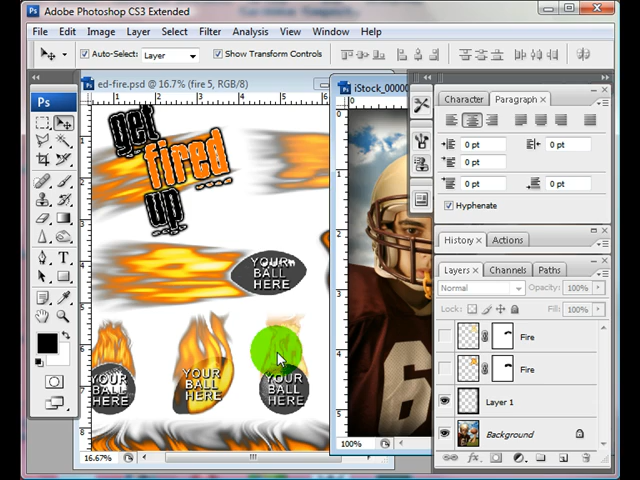 Adobe Photoshop CS3 Extended
File Edit Image Layer Select Filter Analysis View Window Help
Auto-Select: Layer Show Transform Controls
ed-fire.psd @ 16.7% (fire 5, RGB/8)
iStock_00000
Ps
get
fired
up
YOUR
BALL
HERE
YOUR
BALL
HERE
YOUR
BALL
HERE
YOUR
BALL
HERE
6
16.67%
100%
Character Paragraph
0 pt 0 pt
0 pt
0 pt 0 pt
Hyphenate
History Actions
Layers Channels Paths
Normal Opacity: 100%
Lock: Fill: 100%
Fire
Fire
Layer 1
Background